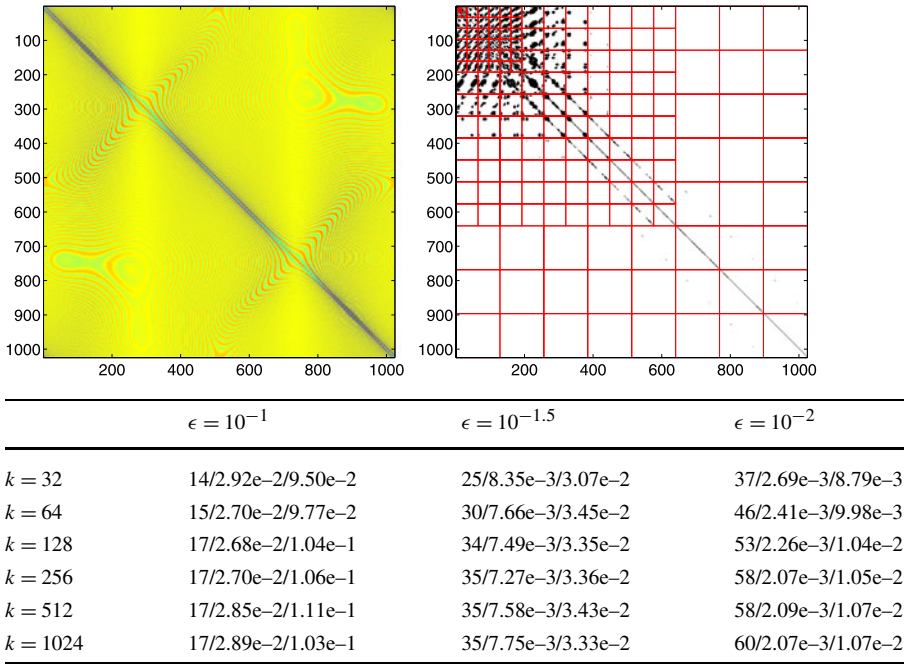 100
200
300
400
500
600
700
800
900
1000
200 400 600 800 1000
100
200
300
400
500
600
700
800
900
1000
200 400 600 800 1000
ϵ = 10⁻¹ ϵ = 10⁻¹·⁵ ϵ = 10⁻²
k = 32 14/2.92e–2/9.50e–2 25/8.35e–3/3.07e–2 37/2.69e–3/8.79e–3
k = 64 15/2.70e–2/9.77e–2 30/7.66e–3/3.45e–2 46/2.41e–3/9.98e–3
k = 128 17/2.68e–2/1.04e–1 34/7.49e–3/3.35e–2 53/2.26e–3/1.04e–2
k = 256 17/2.70e–2/1.06e–1 35/7.27e–3/3.36e–2 58/2.07e–3/1.05e–2
k = 512 17/2.85e–2/1.11e–1 35/7.58e–3/3.43e–2 58/2.09e–3/1.07e–2
k = 1024 17/2.89e–2/1.03e–1 35/7.75e–3/3.33e–2 60/2.07e–3/1.07e–2